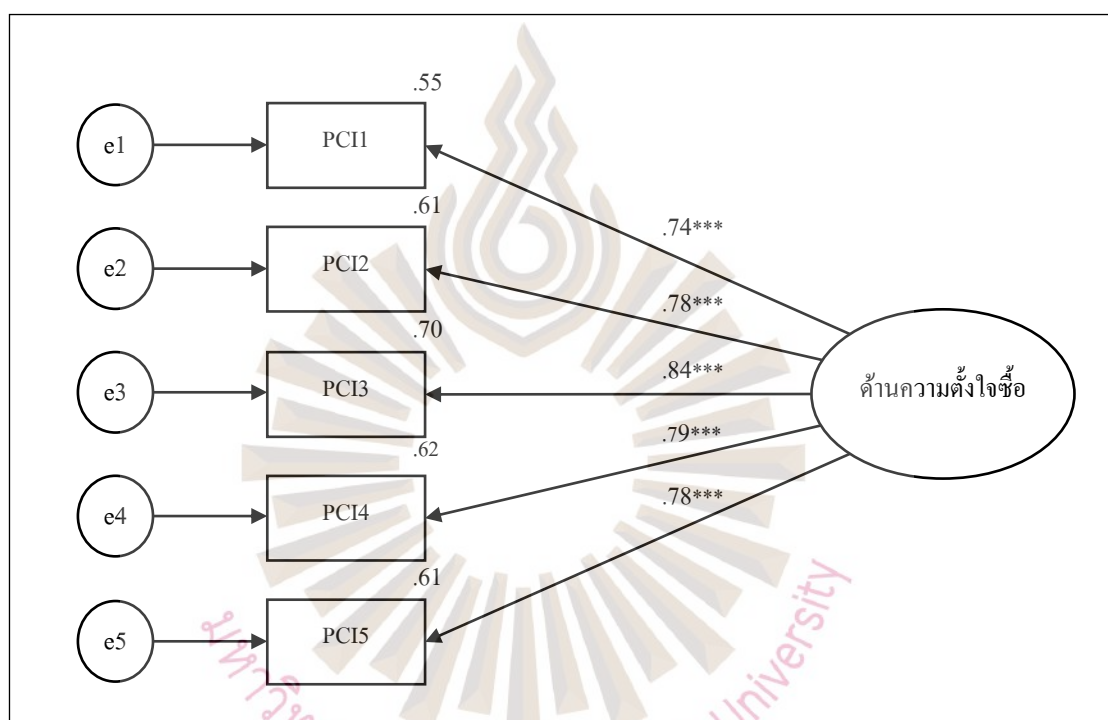 .55
e1 PCI1
.74***
.61
e2 PCI2
.78***
.70
e3 PCI3
.84***
ด้านความตั้งใจซื้อ
.62
.79***
e4 PCI4
.78***
.61
e5 PCI5
University